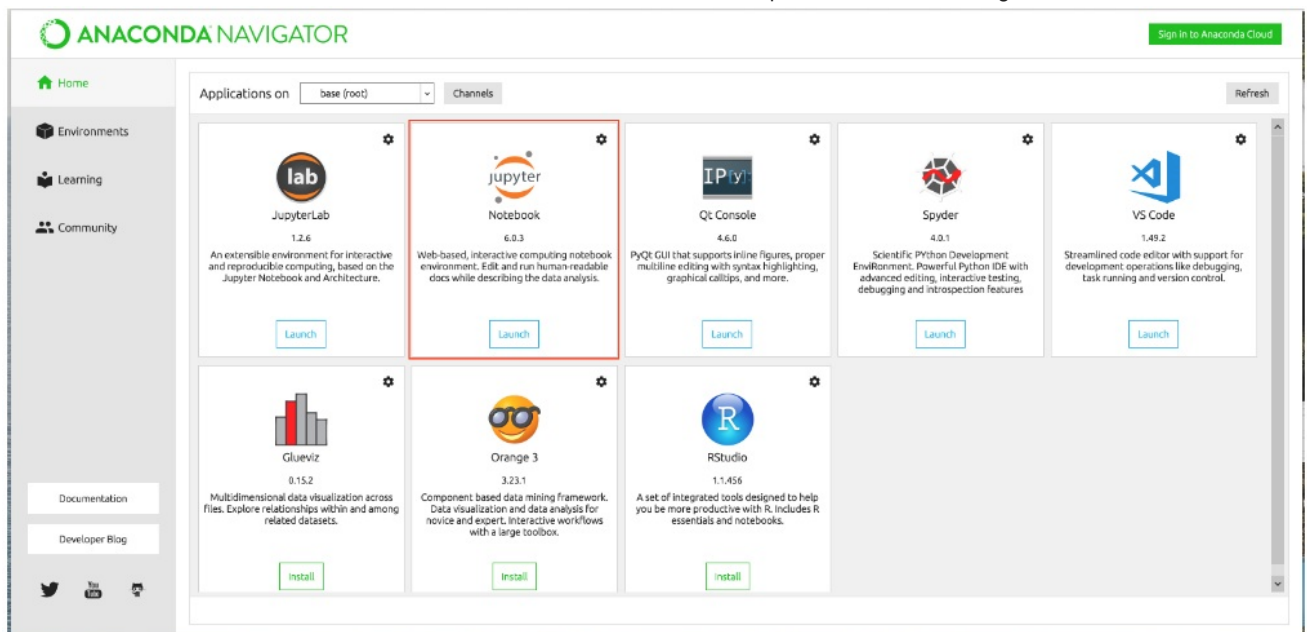 ANACONDA NAVIGATOR
Sign in to Anaconda Cloud
Home
Environments
Learning
Community
Documentation
Developer Blog
You
Tube
Applications on
base (root)
Channels
Refresh
lab
JupyterLab
1.2.6
An extensible environment for interactive
and reproducible computing, based on the
Jupyter Notebook and Architecture.
Launch
jupyter
Notebook
6.0.3
Web-based, interactive computing notebook
environment. Edit and run human-readable
docs while describing the data analysis.
Launch
IP[y]:
Qt Console
4.6.0
PyQt GUI that supports inline figures, proper
multiline editing with syntax highlighting,
graphical calltips, and more.
Launch
Spyder
4.0.1
Scientific PYthon Development
EnviRonment. Powerful Python IDE with
advanced editing, interactive testing,
debugging and introspection features
Launch
VS Code
1.49.2
Streamlined code editor with support for
development operations like debugging,
task running and version control.
Launch
Glueviz
0.15.2
Multidimensional data visualization across
files. Explore relationships within and among
related datasets.
Install
Orange 3
3.23.1
Component based data mining framework.
Data visualization and data analysis for
novice and expert. Interactive workflows
with a large toolbox.
Install
R
RStudio
1.1.456
A set of integrated tools designed to help
you be more productive with R. Includes R
essentials and notebooks.
Install